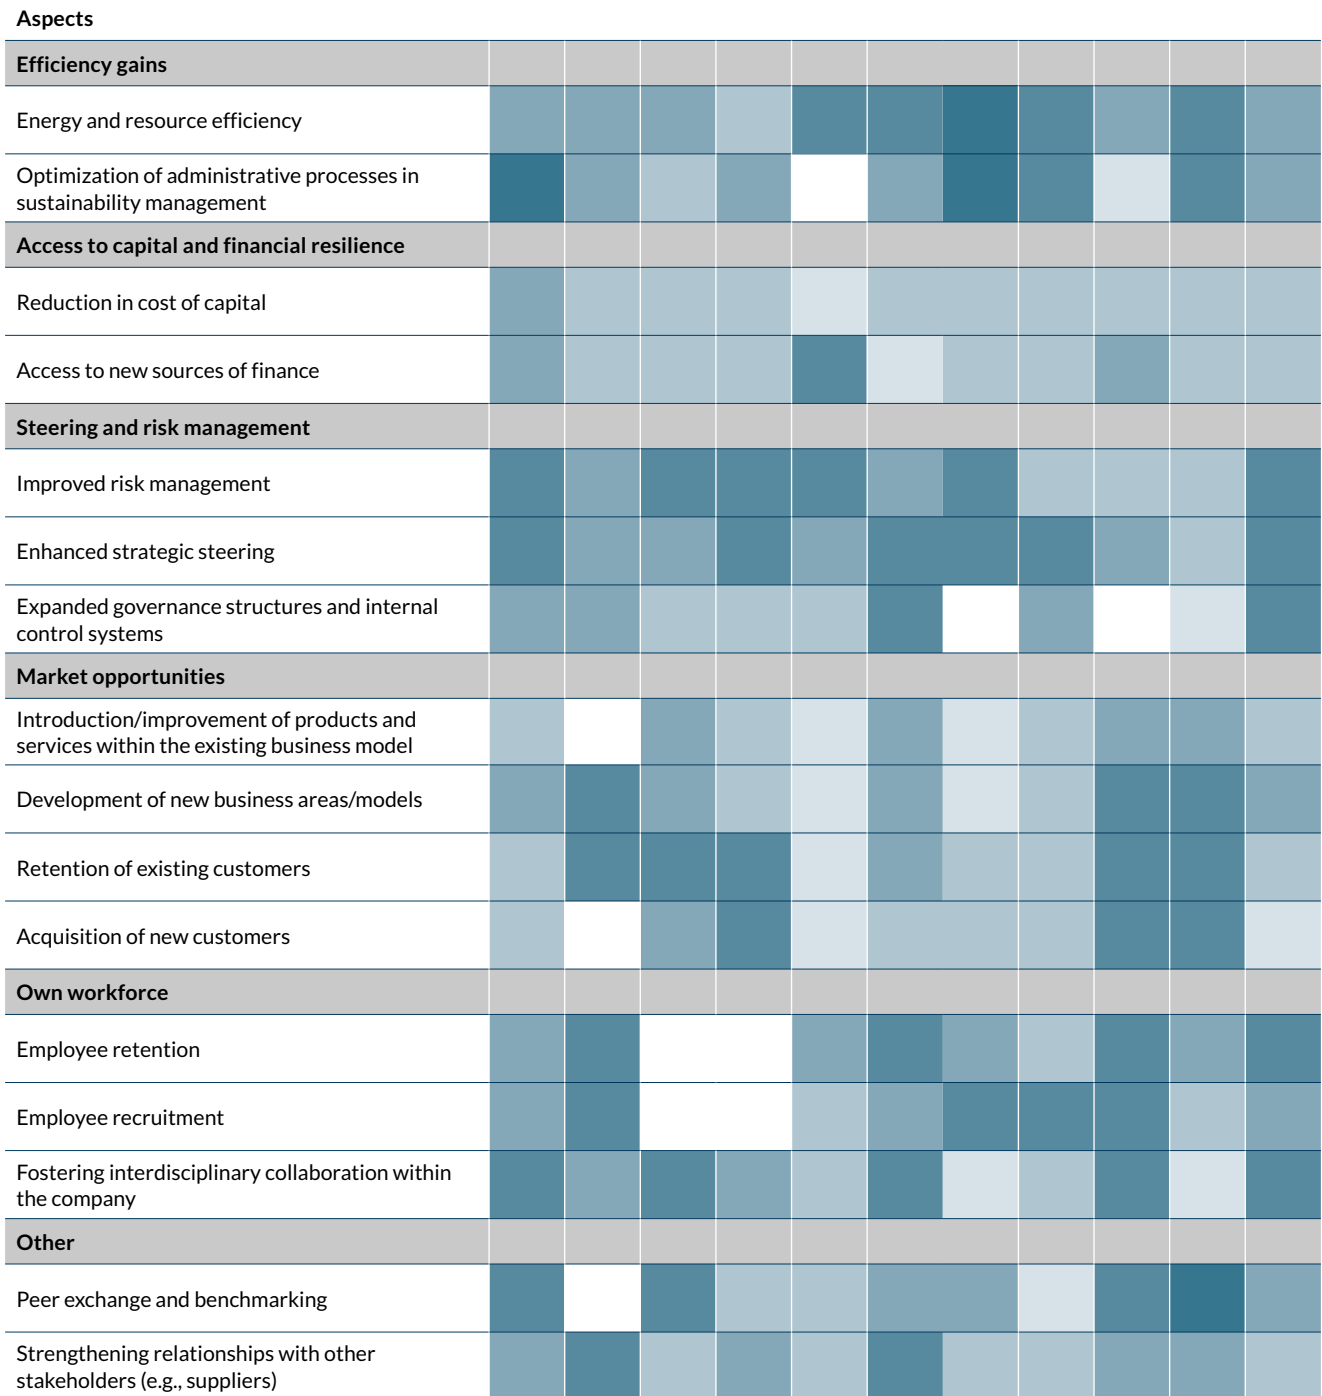 Aspects
Efficiency gains
Energy and resource efficiency
Optimization of administrative processes in
sustainability management
Access to capital and financial resilience
Reduction in cost of capital
Access to new sources of finance
Steering and risk management
Improved risk management
Enhanced strategic steering
Expanded governance structures and internal
control systems
Market opportunities
Introduction/improvement of products and
services within the existing business model
Development of new business areas/models
Retention of existing customers
Acquisition of new customers
Own workforce
Employee retention
Employee recruitment
Fostering interdisciplinary collaboration within
the company
Other
Peer exchange and benchmarking
Strengthening relationships with other
stakeholders (e.g., suppliers)